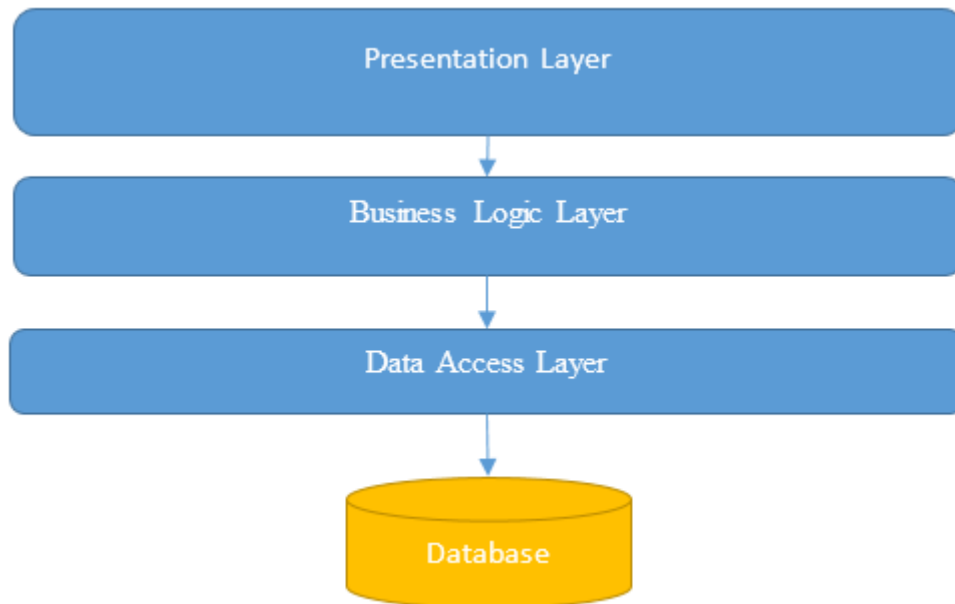 Presentation Layer
Business Logic Layer
Data Access Layer
Database